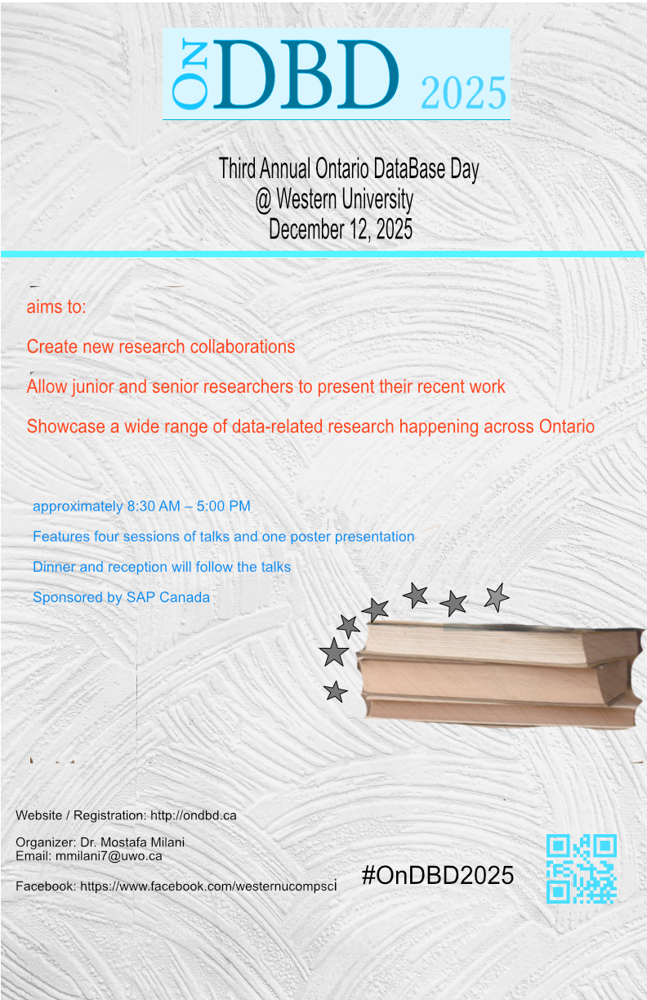 ON DBD 2025
Third Annual Ontario DataBase Day
@ Western University
December 12, 2025
aims to:
Create new research collaborations
Allow junior and senior researchers to present their recent work
Showcase a wide range of data-related research happening across Ontario
approximately 8:30 AM – 5:00 PM
Features four sessions of talks and one poster presentation
Dinner and reception will follow the talks
Sponsored by SAP Canada
Website / Registration: http://ondbd.ca
Organizer: Dr. Mostafa Milani
Email: mmilani7@uwo.ca
Facebook: https://www.facebook.com/westernucompsci
#OnDBD2025